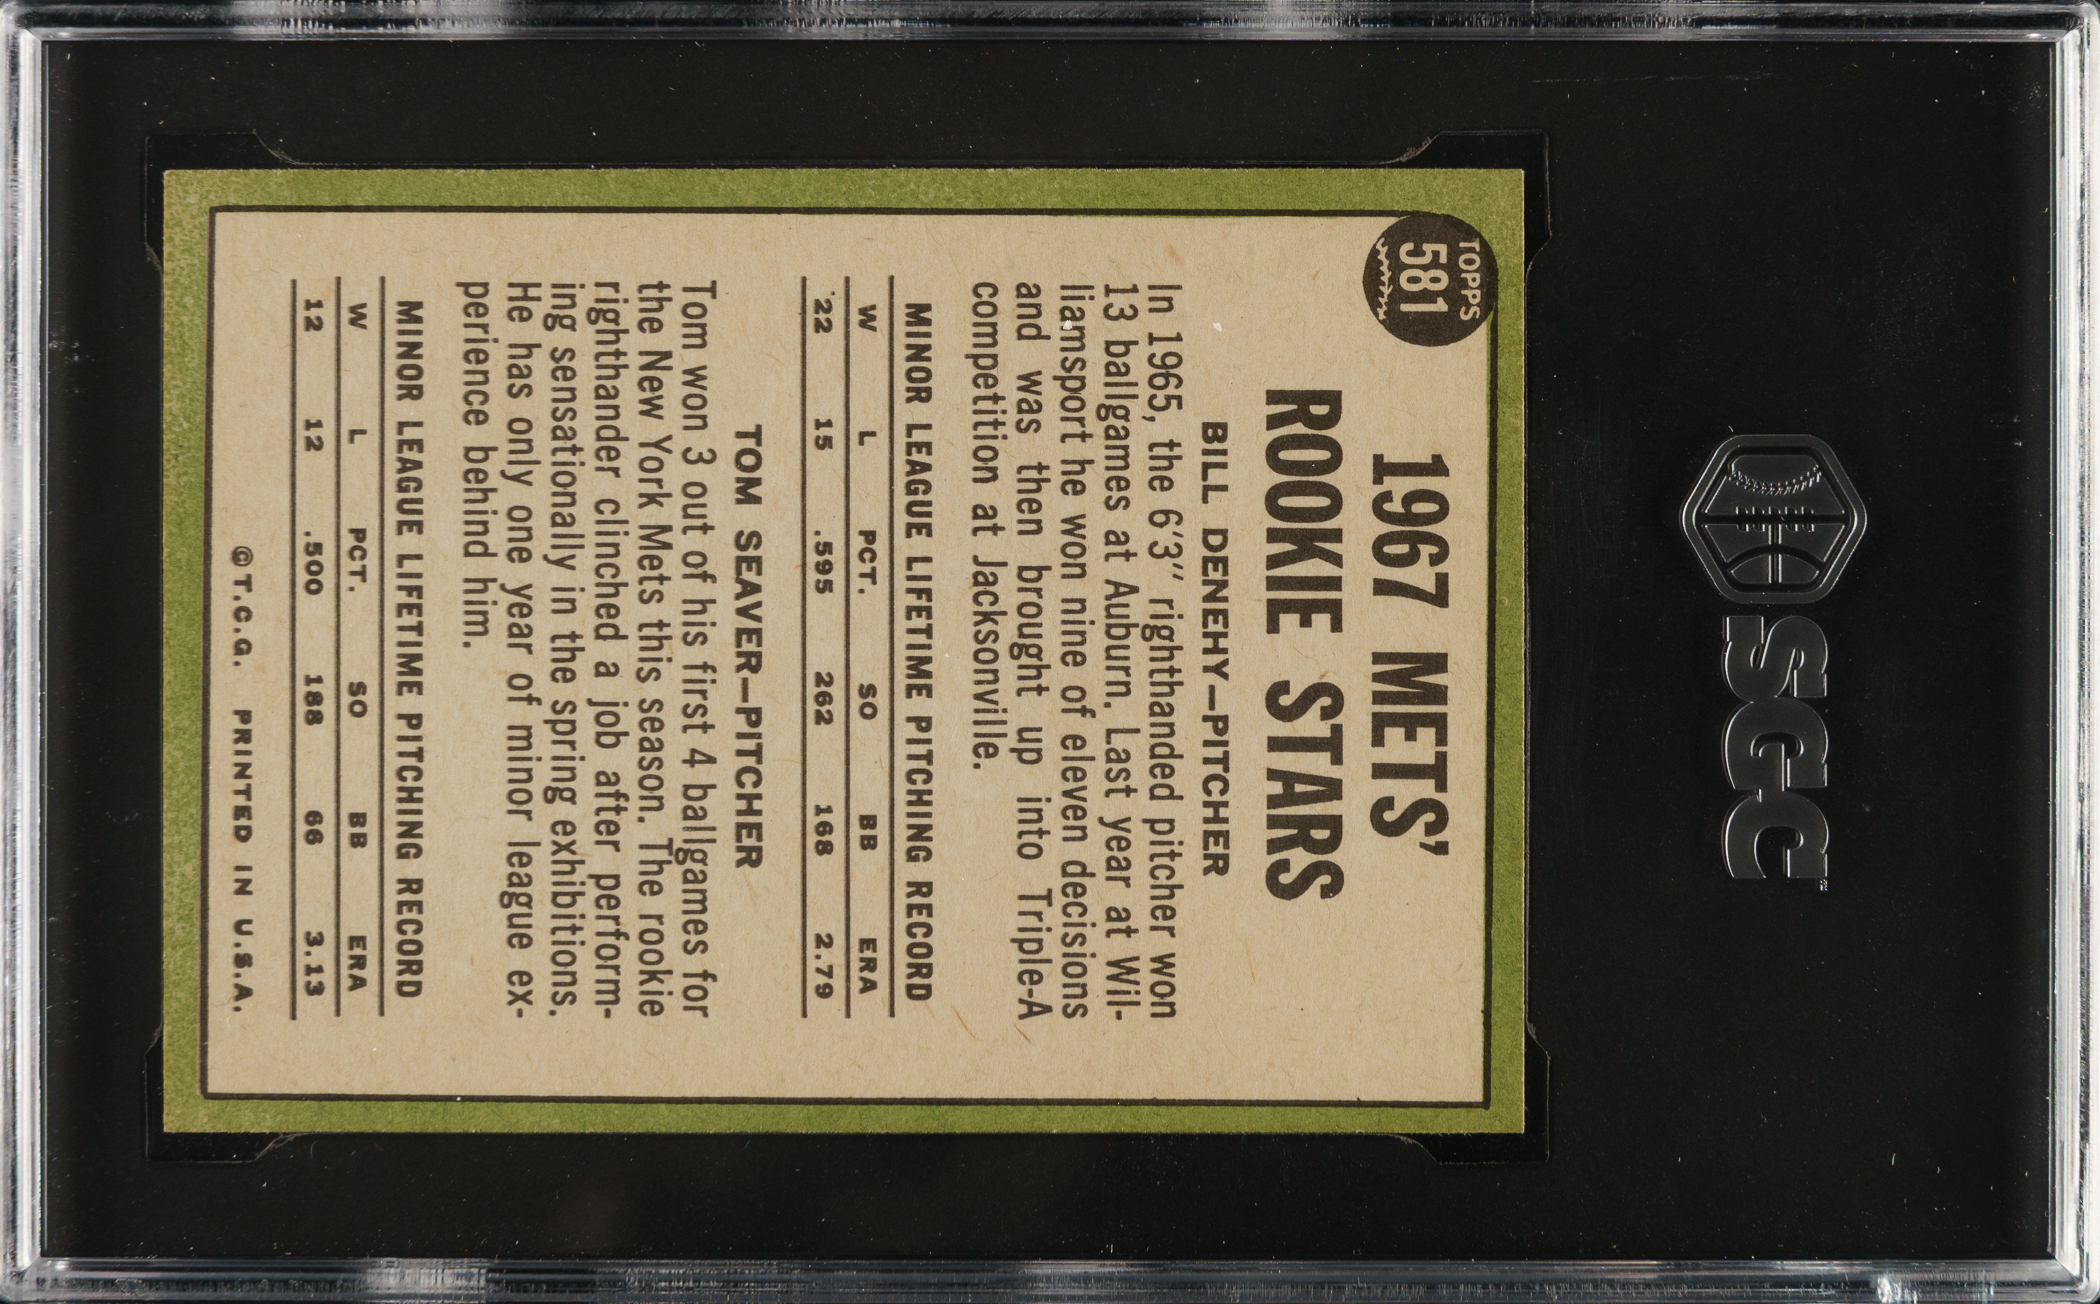 SGC
TOPPS
581
1967 METS'
ROOKIE STARS
BILL DENEHY—PITCHER
In 1965, the 6'3" righthanded pitcher won
13 ballgames at Auburn. Last year at Wil-
liamsport he won nine of eleven decisions
and was then brought up into Triple-A
competition at Jacksonville.
MINOR LEAGUE LIFETIME PITCHING RECORD
W L PCT. SO BB ERA
22 15 .595 262 168 2.79
TOM SEAVER—PITCHER
Tom won 3 out of his first 4 ballgames for
the New York Mets this season. The rookie
righthander clinched a job after perform-
ing sensationally in the spring exhibitions.
He has only one year of minor league ex-
perience behind him.
MINOR LEAGUE LIFETIME PITCHING RECORD
W L PCT. SO BB ERA
12 12 .500 188 66 3.13
©T.C.G. PRINTED IN U.S.A.